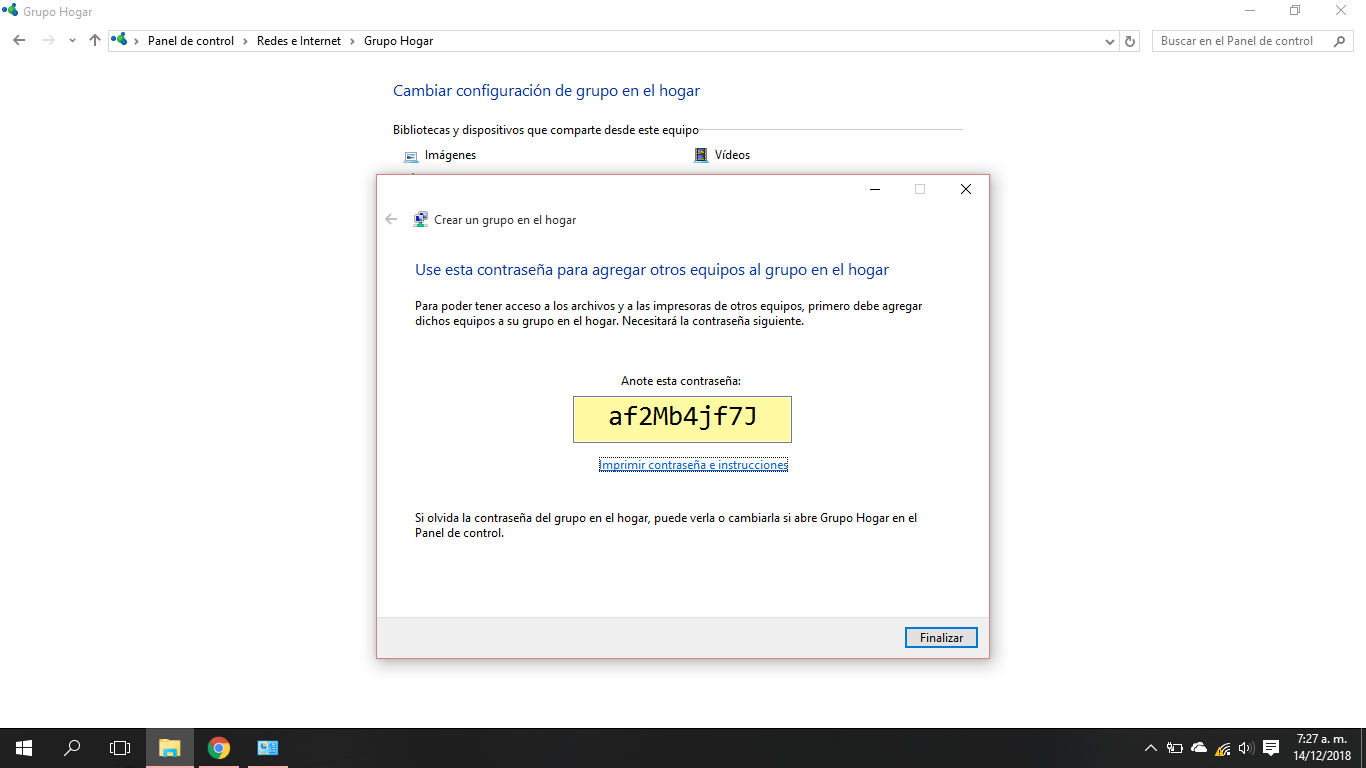 Grupo Hogar
Panel de control > Redes e Internet > Grupo Hogar
Buscar en el Panel de control
Cambiar configuración de grupo en el hogar
Bibliotecas y dispositivos que comparte desde este equipo
Imágenes
Vídeos
Crear un grupo en el hogar
Use esta contraseña para agregar otros equipos al grupo en el hogar
Para poder tener acceso a los archivos y a las impresoras de otros equipos, primero debe agregar
dichos equipos a su grupo en el hogar. Necesitará la contraseña siguiente.
Anote esta contraseña:
af2Mb4jf7J
Imprimir contraseña e instrucciones
Si olvida la contraseña del grupo en el hogar, puede verla o cambiarla si abre Grupo Hogar en el
Panel de control.
Finalizar
7:27 a. m.
14/12/2018